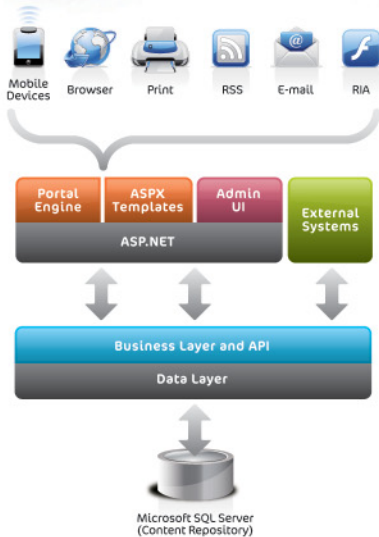 Mobile
Devices
Browser
Print
RSS
E-mail
RIA
Portal
Engine
ASPX
Templates
Admin
UI
External
Systems
ASP.NET
Business Layer and API
Data Layer
Microsoft SQL Server
(Content Repository)